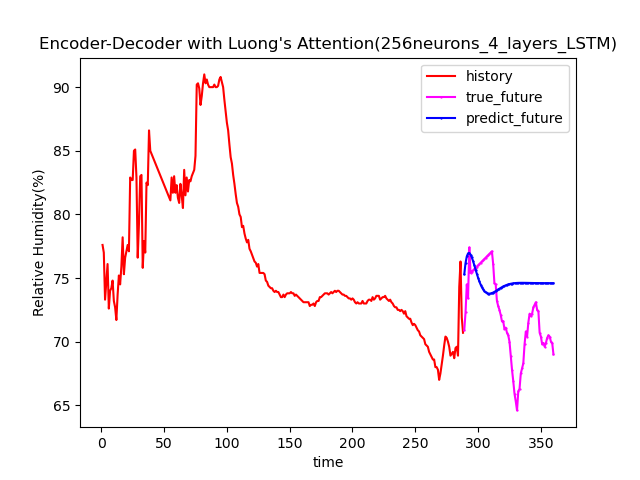 Encoder-Decoder with Luong's Attention(256neurons_4_layers_LSTM)
history
true_future
predict_future
Relative Humidity(%)
90
85
80
75
70
65
0 50 100 150 200 250 300 350
time